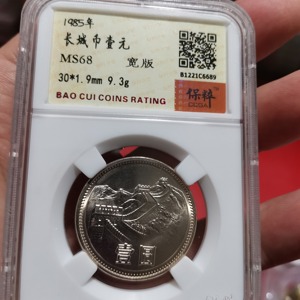 1985年
长城币壹元
MS68 宽版
30*1.9mm 9.3g
B1221C6689
BAO CUI COINS RATING
保粹
壹圆